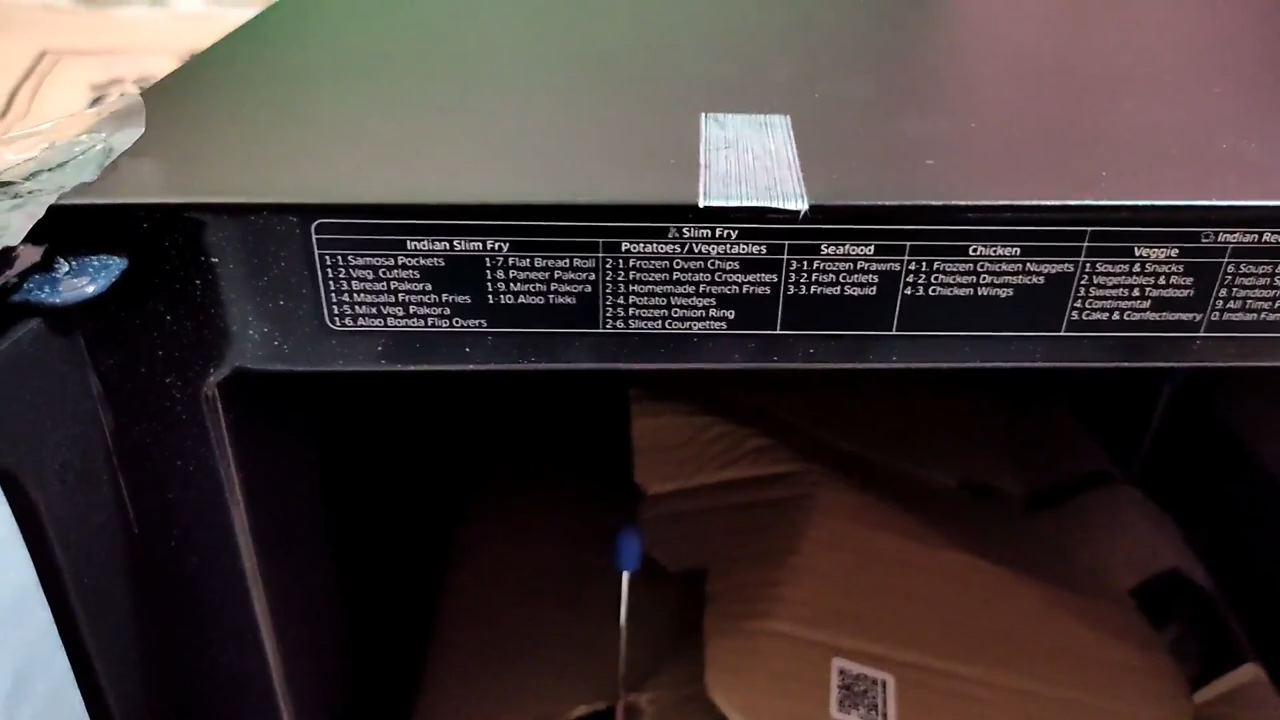 Slim Fry
Indian Slim Fry
1-1. Samosa Pockets
1-2. Veg. Cutlets
1-3. Bread Pakora
1-4. Masala French Fries
1-5. Mix Veg. Pakora
1-6. Aloo Bonda Flip Overs
1-7. Flat Bread Roll
1-8. Paneer Pakora
1-9. Mirchi Pakora
1-10. Aloo Tikki
Potatoes / Vegetables
2-1. Frozen Oven Chips
2-2. Frozen Potato Croquettes
2-3. Homemade French Fries
2-4. Potato Wedges
2-5. Frozen Onion Ring
2-6. Sliced Courgettes
Seafood
3-1. Frozen Prawns
3-2. Fish Cutlets
3-3. Fried Squid
Chicken
4-1. Frozen Chicken Nuggets
4-2. Chicken Drumsticks
4-3. Chicken Wings
Indian
Veggie
1. Soups & Snacks
2. Vegetables & Rice
3. Sweets & Tandoori
4. Continental
5. Cake & Confectionery
6. Soups
7. Indian
8. Tandoori
9. All Time
0. Indian